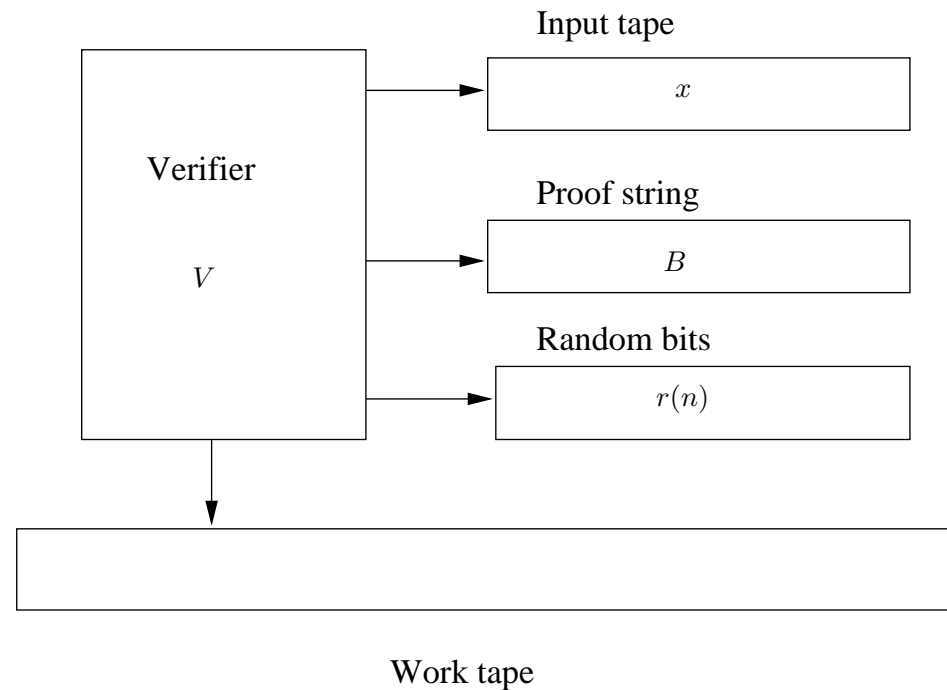 Input tape
x
Verifier
Proof string
V
B
Random bits
r(n)
Work tape